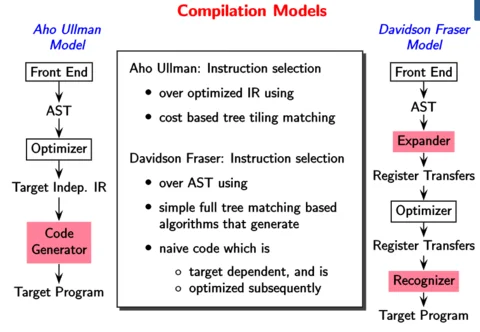 Compilation Models
Aho Ullman
Model
Front End
AST
Optimizer
Target Indep. IR
Code
Generator
Target Program
Aho Ullman: Instruction selection
• over optimized IR using
• cost based tree tiling matching
Davidson Fraser: Instruction selection
• over AST using
• simple full tree matching based
algorithms that generate
• naive code which is
○ target dependent, and is
○ optimized subsequently
Davidson Fraser
Model
Front End
AST
Expander
Register Transfers
Optimizer
Register Transfers
Recognizer
Target Program